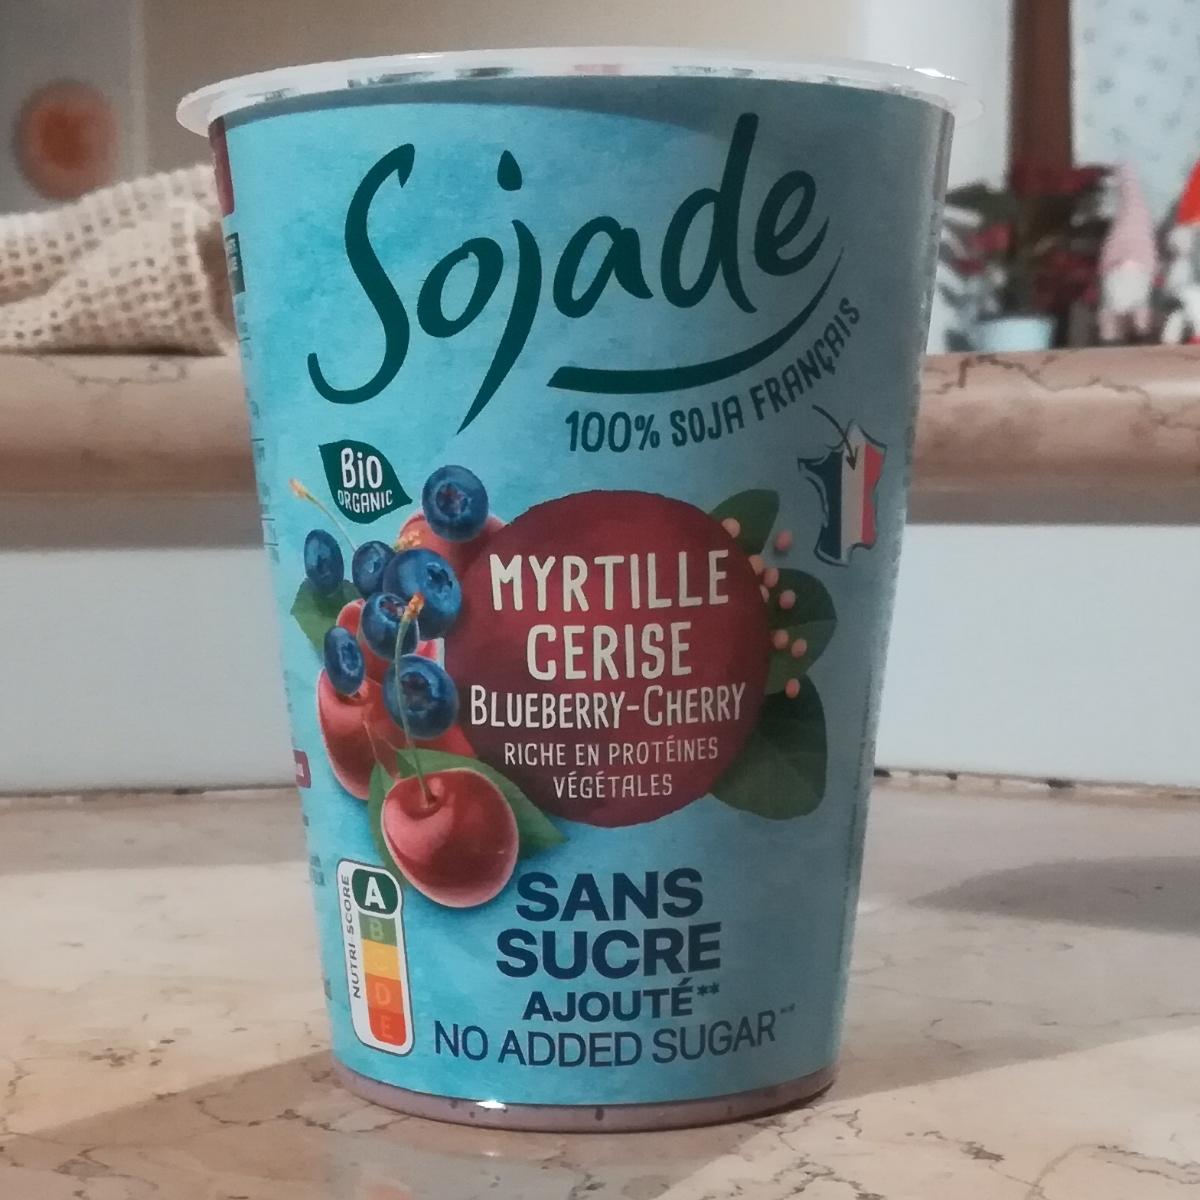 Sojade
100% SOJA FRANÇAIS
BiO
ORGANIC
MYRTILLE
CERISE
BLUEBERRY-CHERRY
RICHE EN PROTÉINES
VÉGÉTALES
NUTRI-SCORE
A
B
C
D
E
SANS
SUCRE
AJOUTÉ**
NO ADDED SUGAR**